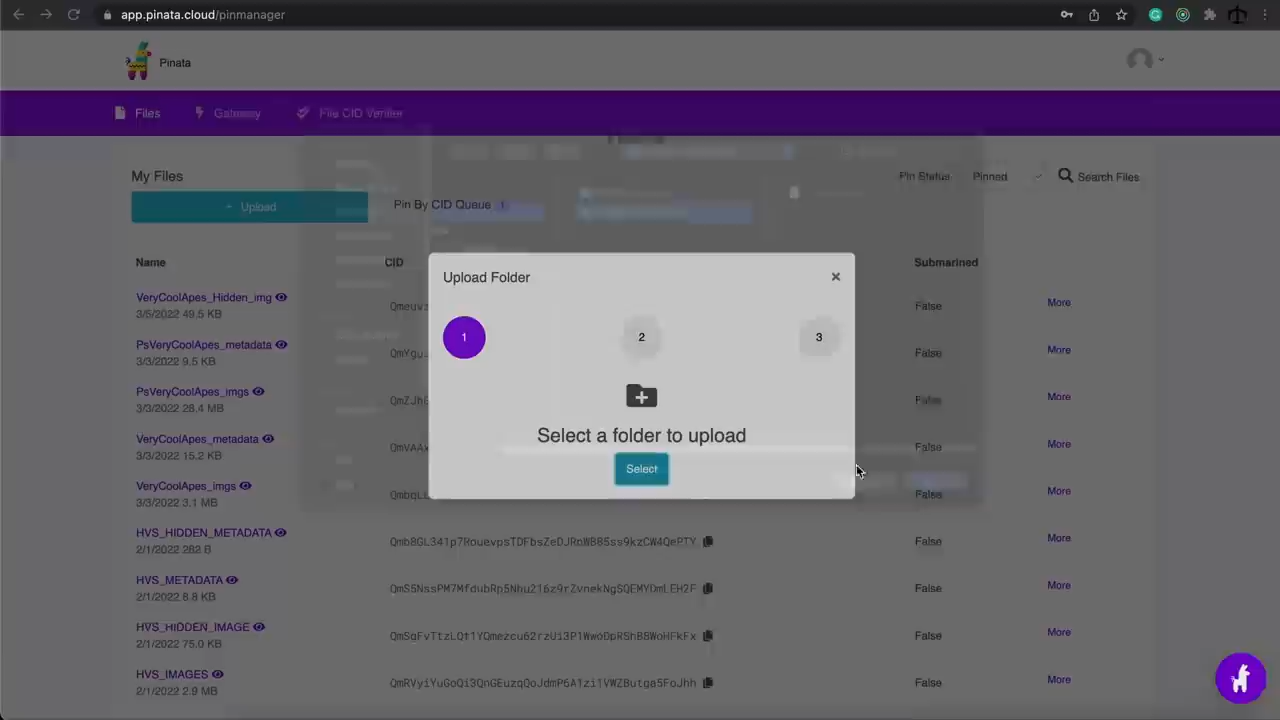 app.pinata.cloud/pinmanager
Pinata
Files
Gateway
File CID Verifier
My Files
Upload
Pin By CID Queue 1
Pin Status
Pinned
Search Files
Name
CID
Submarined
Upload Folder
1
2
3
Select a folder to upload
Select
VeryCoolApes_Hidden_img
3/5/2022 49.5 KB
False
More
PsVeryCoolApes_metadata
3/3/2022 9.5 KB
False
More
PsVeryCoolApes_imgs
3/3/2022 28.4 MB
False
More
VeryCoolApes_metadata
3/3/2022 15.2 KB
False
More
VeryCoolApes_imgs
3/3/2022 3.1 MB
False
More
HVS_HIDDEN_METADATA
2/1/2022 282 B
False
More
HVS_METADATA
2/1/2022 8.8 KB
False
More
HVS_HIDDEN_IMAGE
2/1/2022 75.0 KB
False
More
HVS_IMAGES
2/1/2022 2.9 MB
False
More